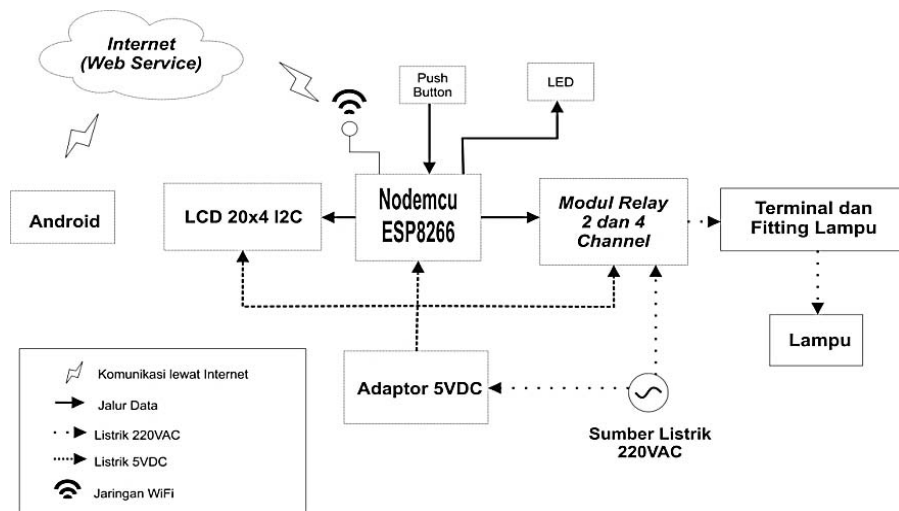 Internet
(Web Service)
Push
Button
LED
Android
LCD 20x4 I2C
Nodemcu
ESP8266
Modul Relay
2 dan 4
Channel
Terminal dan
Fitting Lampu
Lampu
Adaptor 5VDC
Sumber Listrik
220VAC
Komunikasi lewat Internet
Jalur Data
Listrik 220VAC
Listrik 5VDC
Jaringan WiFi